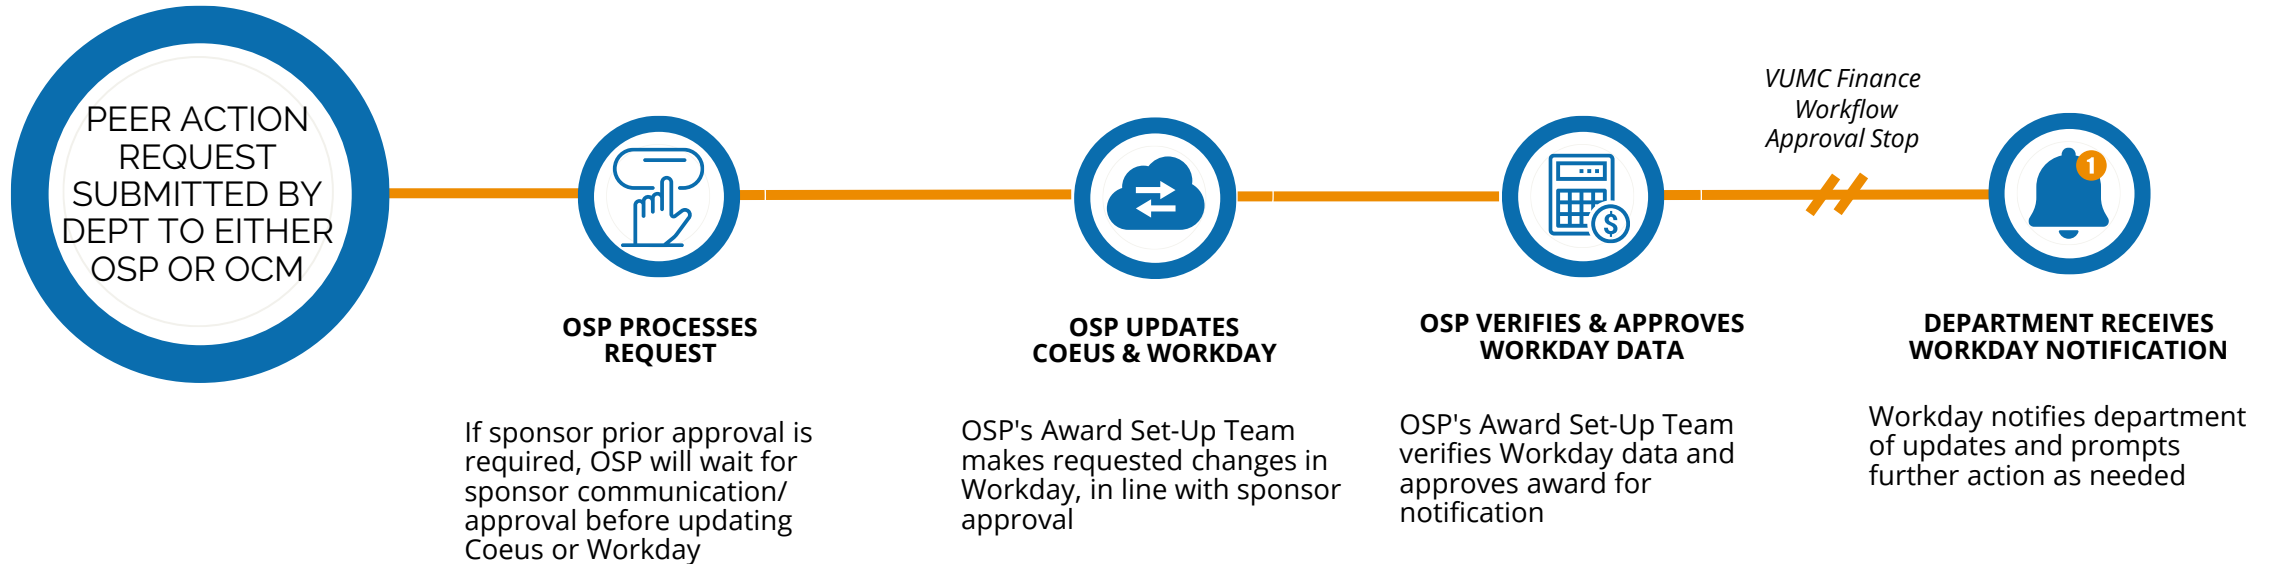 PEER ACTION
REQUEST
SUBMITTED BY
DEPT TO EITHER
OSP OR OCM
OSP PROCESSES
REQUEST
If sponsor prior approval is
required, OSP will wait for
sponsor communication/
approval before updating
Coeus or Workday
OSP UPDATES
COEUS & WORKDAY
OSP's Award Set-Up Team
makes requested changes in
Workday, in line with sponsor
approval
$
OSP VERIFIES & APPROVES
WORKDAY DATA
OSP's Award Set-Up Team
verifies Workday data and
approves award for
notification
VUMC Finance
Workflow
Approval Stop
1
DEPARTMENT RECEIVES
WORKDAY NOTIFICATION
Workday notifies department
of updates and prompts
further action as needed